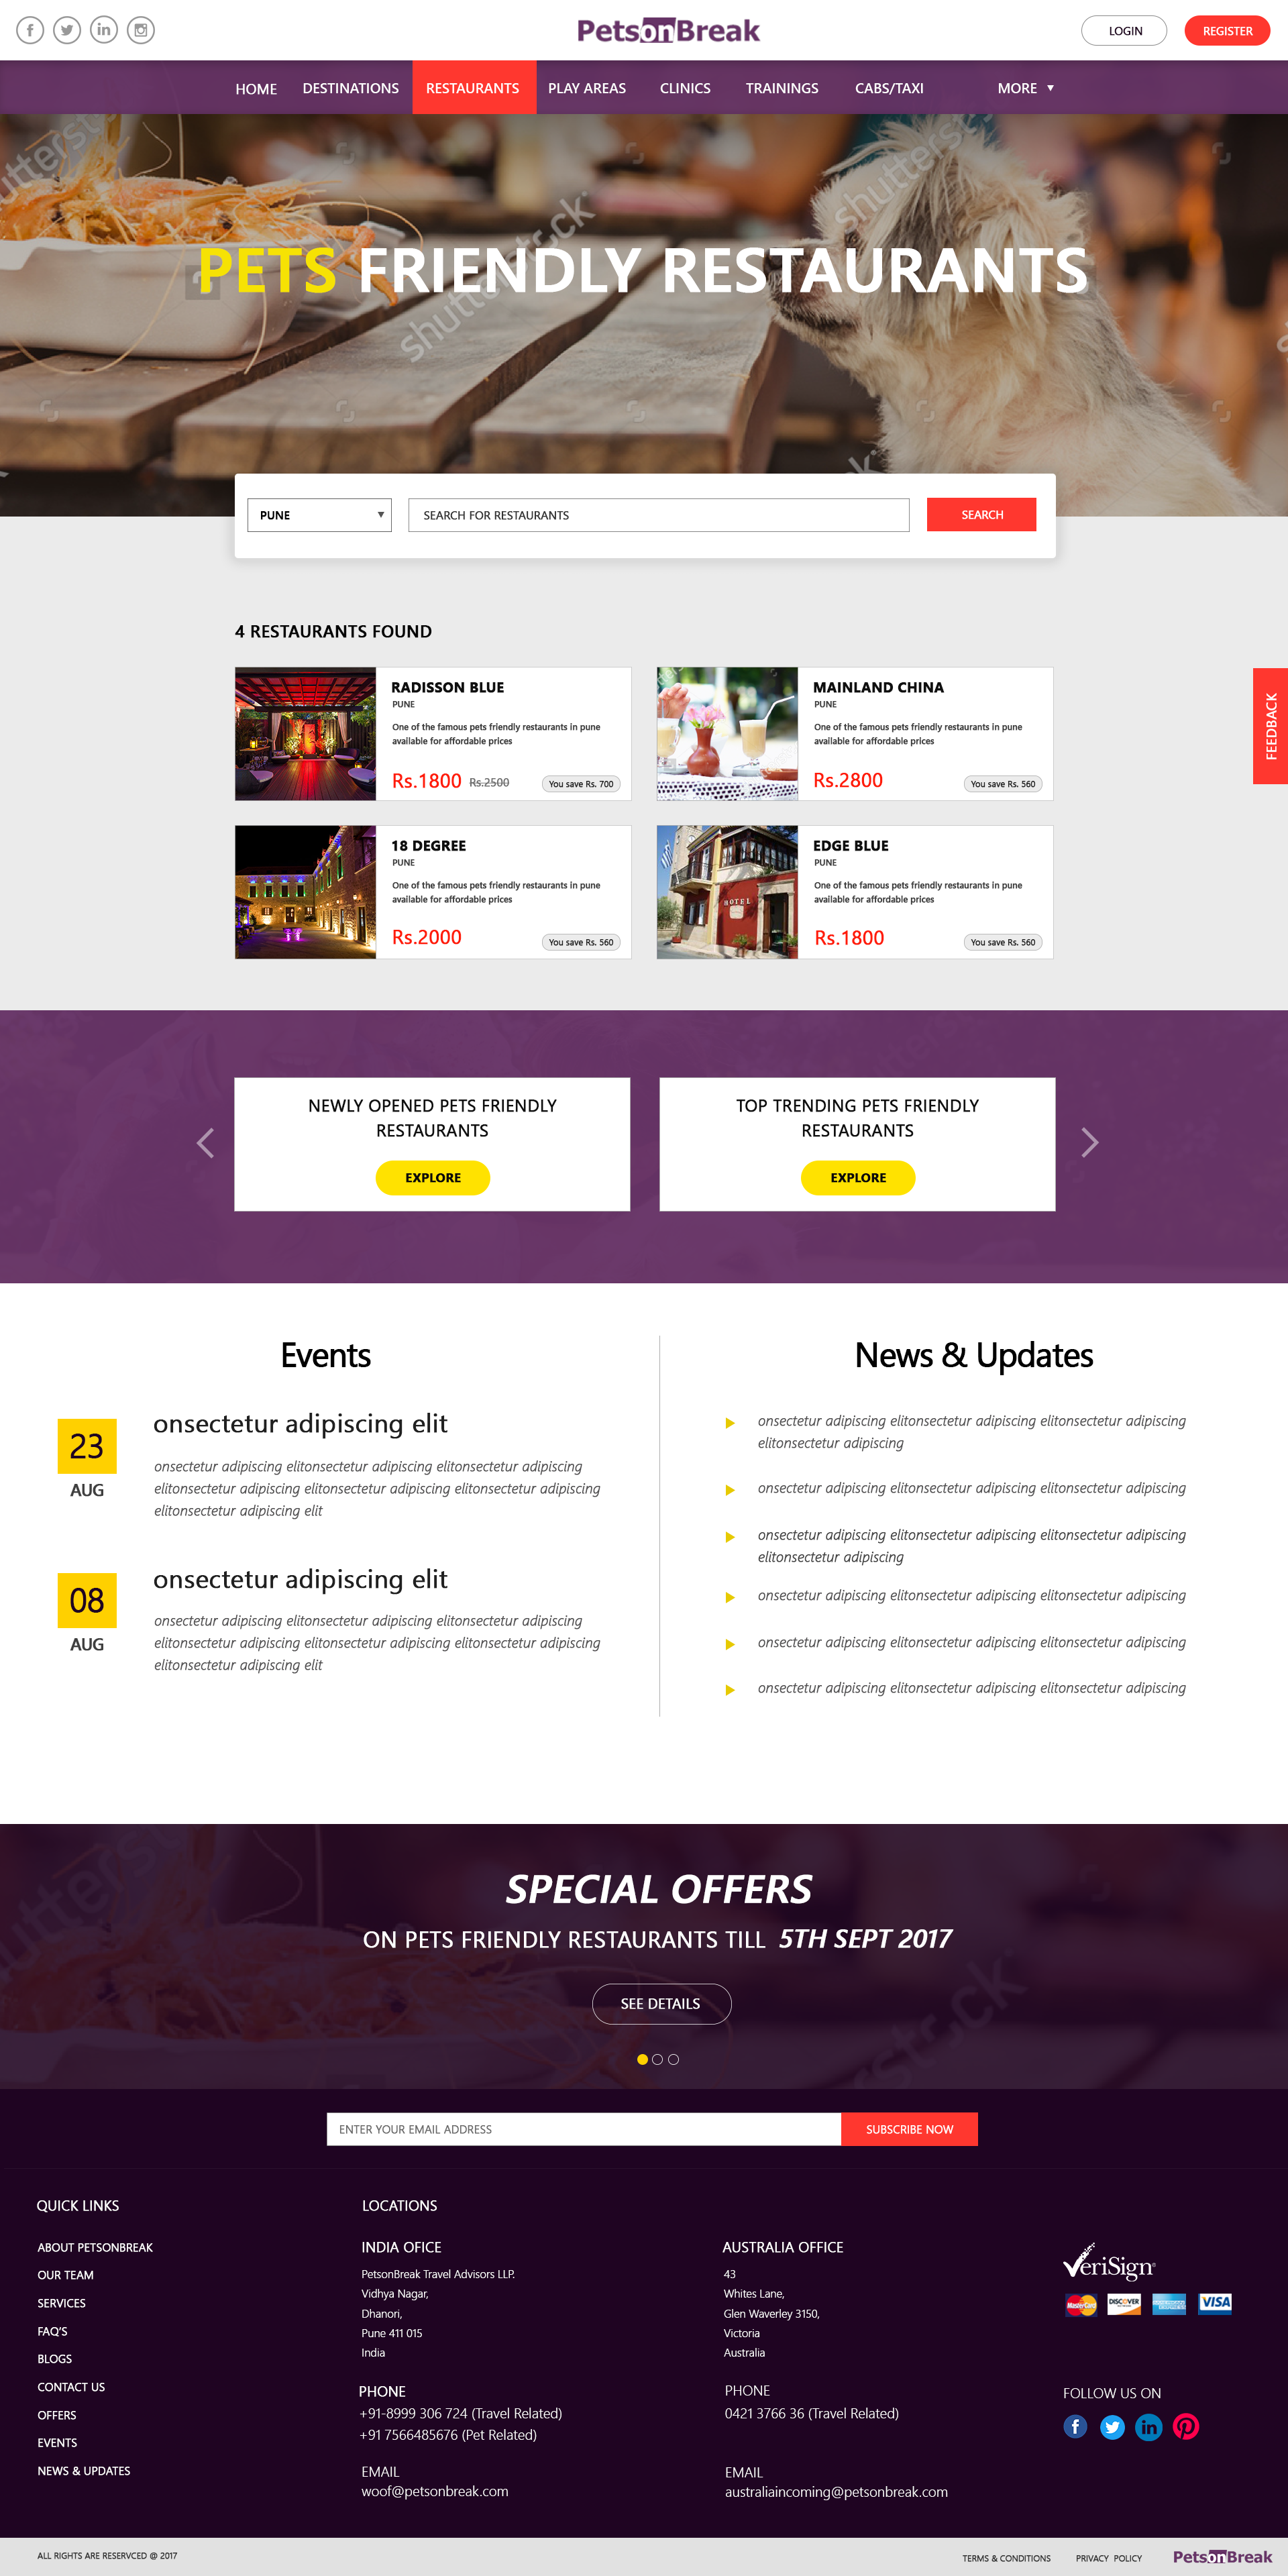 PetsonBreak
LOGIN
REGISTER
HOME
DESTINATIONS
RESTAURANTS
PLAY AREAS
CLINICS
TRAININGS
CABS/TAXI
MORE
shutterstock
PETS FRIENDLY RESTAURANTS
PUNE
SEARCH FOR RESTAURANTS
SEARCH
4 RESTAURANTS FOUND
FEEDBACK
RADISSON BLUE
PUNE
One of the famous pets friendly restaurants in pune
available for affordable prices
Rs.1800 Rs.2500
You save Rs. 700
MAINLAND CHINA
PUNE
One of the famous pets friendly restaurants in pune
available for affordable prices
Rs.2800
You save Rs. 560
18 DEGREE
PUNE
One of the famous pets friendly restaurants in pune
available for affordable prices
Rs.2000
You save Rs. 560
HOTEL
EDGE BLUE
PUNE
One of the famous pets friendly restaurants in pune
available for affordable prices
Rs.1800
You save Rs. 560
NEWLY OPENED PETS FRIENDLY
RESTAURANTS
EXPLORE
TOP TRENDING PETS FRIENDLY
RESTAURANTS
EXPLORE
Events
23
AUG
onsectetur adipiscing elit
onsectetur adipiscing elitonsectetur adipiscing elitonsectetur adipiscing
elitonsectetur adipiscing elitonsectetur adipiscing elitonsectetur adipiscing
elitonsectetur adipiscing elit
08
AUG
onsectetur adipiscing elit
onsectetur adipiscing elitonsectetur adipiscing elitonsectetur adipiscing
elitonsectetur adipiscing elitonsectetur adipiscing elitonsectetur adipiscing
elitonsectetur adipiscing elit
News & Updates
onsectetur adipiscing elitonsectetur adipiscing elitonsectetur adipiscing
elitonsectetur adipiscing
onsectetur adipiscing elitonsectetur adipiscing elitonsectetur adipiscing
onsectetur adipiscing elitonsectetur adipiscing elitonsectetur adipiscing
elitonsectetur adipiscing
onsectetur adipiscing elitonsectetur adipiscing elitonsectetur adipiscing
onsectetur adipiscing elitonsectetur adipiscing elitonsectetur adipiscing
onsectetur adipiscing elitonsectetur adipiscing elitonsectetur adipiscing
SPECIAL OFFERS
ON PETS FRIENDLY RESTAURANTS TILL 5TH SEPT 2017
SEE DETAILS
ENTER YOUR EMAIL ADDRESS
SUBSCRIBE NOW
QUICK LINKS
ABOUT PETSONBREAK
OUR TEAM
SERVICES
FAQ'S
BLOGS
CONTACT US
OFFERS
EVENTS
NEWS & UPDATES
LOCATIONS
INDIA OFICE
PetsonBreak Travel Advisors LLP.
Vidhya Nagar,
Dhanori,
Pune 411 015
India
PHONE
+91-8999 306 724 (Travel Related)
+91 7566485676 (Pet Related)
EMAIL
woof@petsonbreak.com
AUSTRALIA OFFICE
43
Whites Lane,
Glen Waverley 3150,
Victoria
Australia
PHONE
0421 3766 36 (Travel Related)
EMAIL
australiaincoming@petsonbreak.com
VeriSign
MasterCard
DISCOVER
VISA
FOLLOW US ON
ALL RIGHTS ARE RESERVCED @ 2017
TERMS & CONDITIONS
PRIVACY POLICY
PetsonBreak